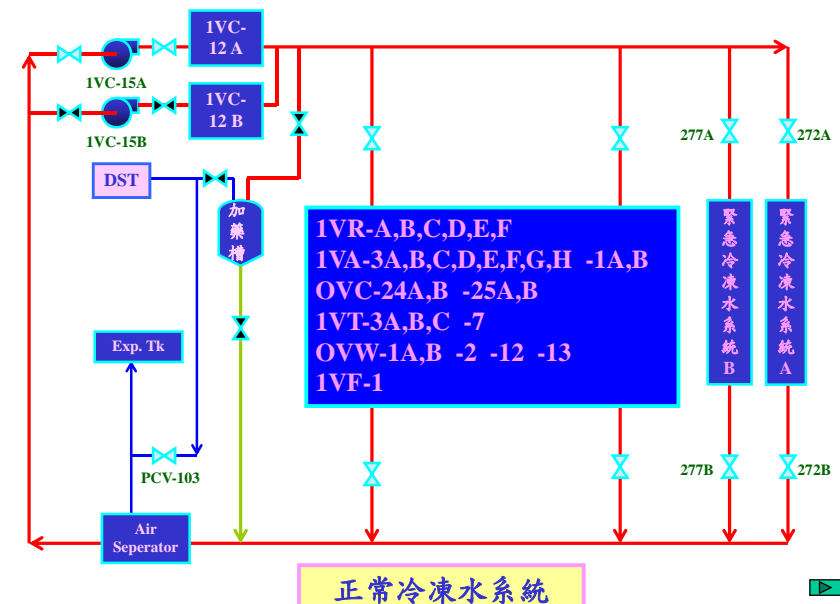 1VC-
12 A
1VC-15A
1VC-
12 B
1VC-15B
277A
272A
DST
加
藥
槽
緊
急
冷
凍
水
系
統
B
緊
急
冷
凍
水
系
統
A
1VR-A,B,C,D,E,F
1VA-3A,B,C,D,E,F,G,H -1A,B
OVC-24A,B -25A,B
1VT-3A,B,C -7
OVW-1A,B -2 -12 -13
1VF-1
Exp. Tk
PCV-103
277B
272B
Air
Seperator
正常冷凍水系統